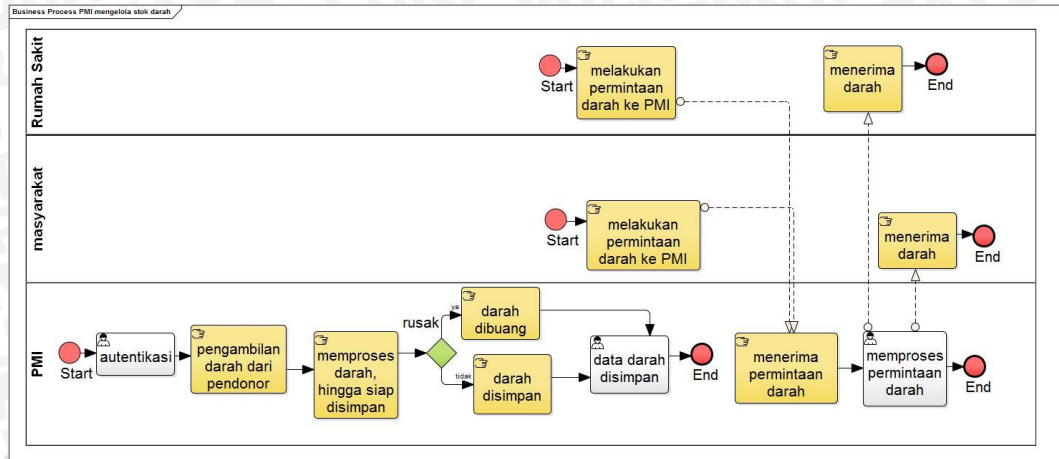 Business Process PMI mengelola stok darah
Rumah Sakit
Start
melakukan
permintaan
darah ke PMI
menerima
darah
End
masyarakat
Start
melakukan
permintaan
darah ke PMI
menerima
darah
End
PMI
Start
autentikasi
pengambilan
darah dari
pendonor
memproses
darah,
hingga siap
disimpan
rusak
ya
darah
dibuang
tidak
darah
disimpan
data darah
disimpan
End
menerima
permintaan
darah
memproses
permintaan
darah
End